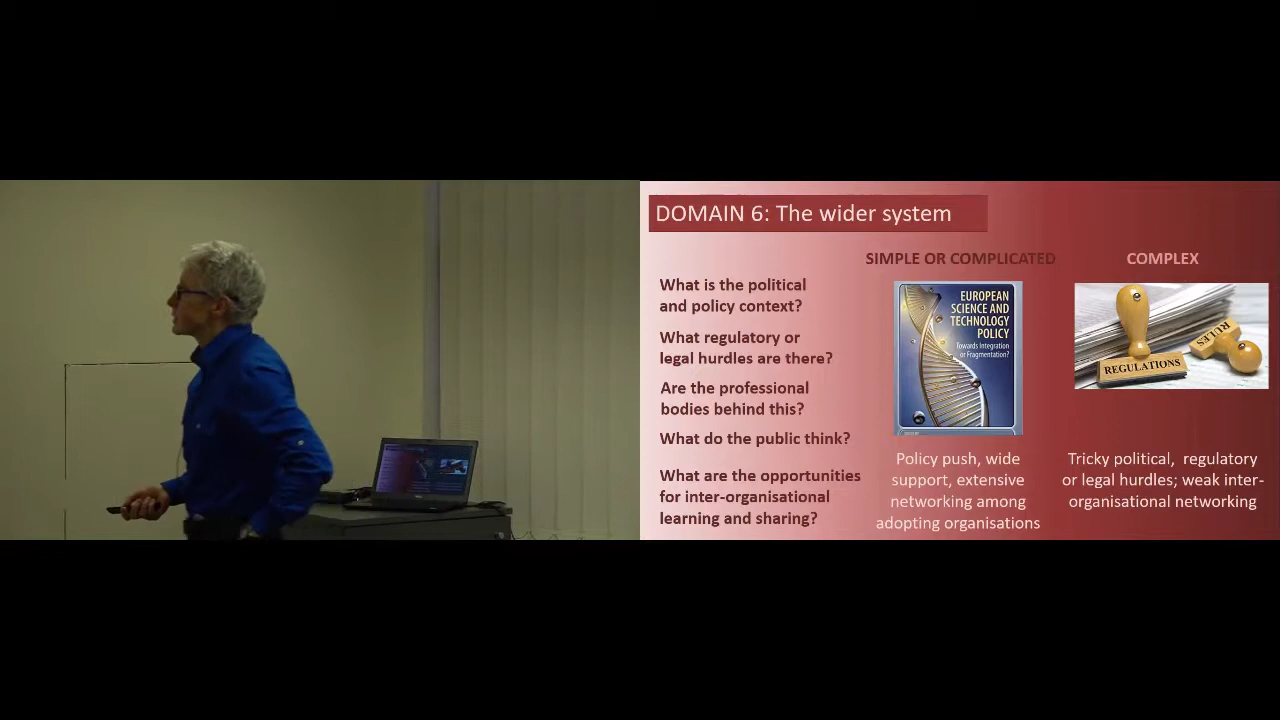 DOMAIN 6: The wider system
SIMPLE OR COMPLICATED
COMPLEX
What is the political
and policy context?
What regulatory or
legal hurdles are there?
Are the professional
bodies behind this?
What do the public think?
What are the opportunities
for inter-organisational
learning and sharing?
EUROPEAN
SCIENCE AND
TECHNOLOGY
POLICY
Towards Integration
or Fragmentation?
Policy push, wide
support, extensive
networking among
adopting organisations
REGULATIONS
RULES
Tricky political, regulatory
or legal hurdles; weak inter-
organisational networking